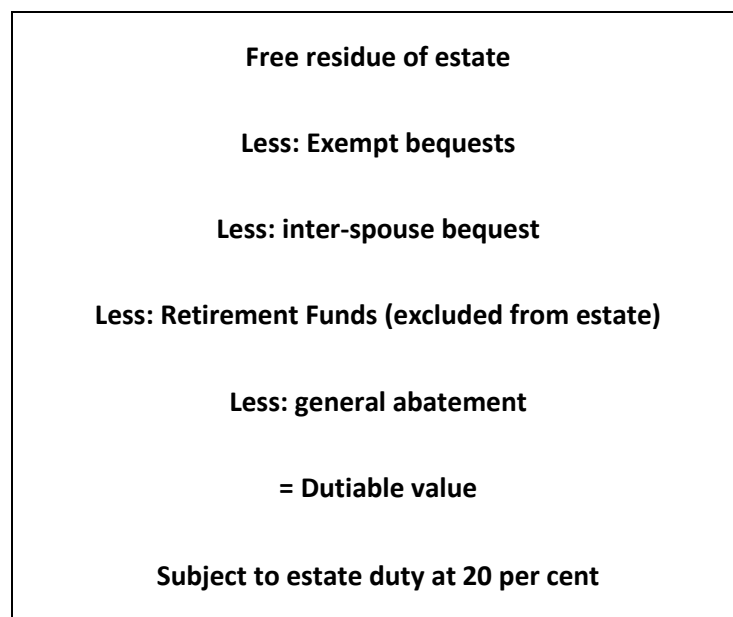 Free residue of estate
Less: Exempt bequests
Less: inter-spouse bequest
Less: Retirement Funds (excluded from estate)
Less: general abatement
= Dutiable value
Subject to estate duty at 20 per cent